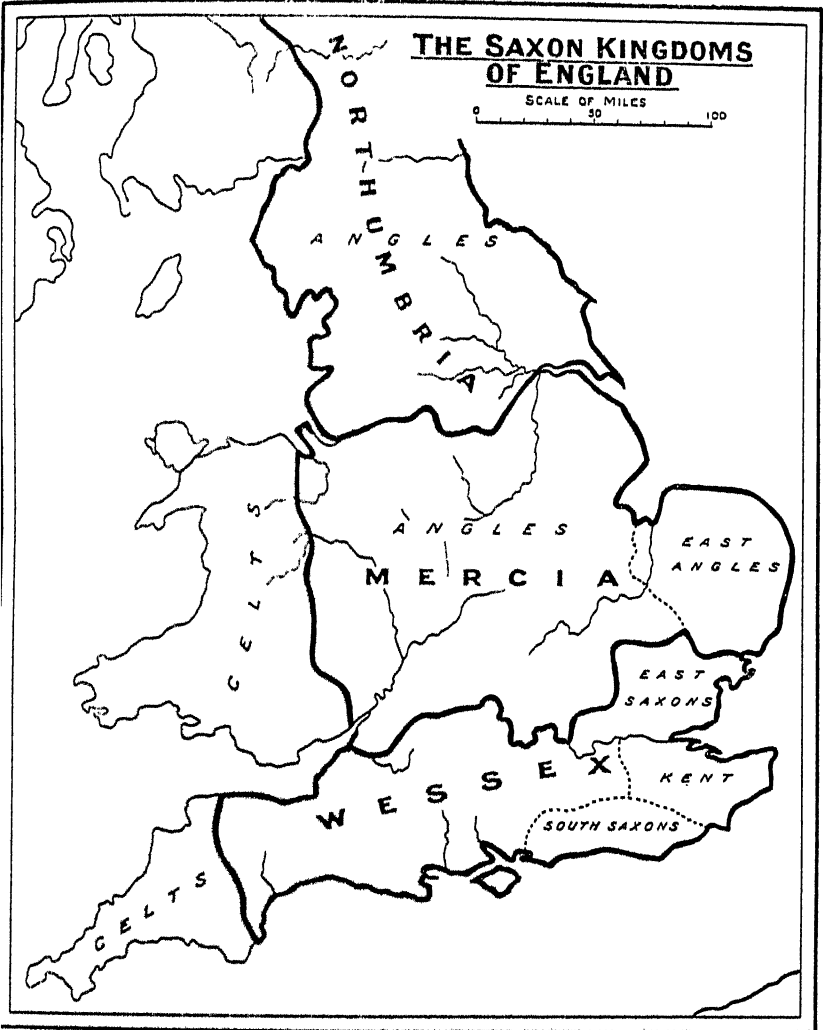 THE SAXON KINGDOMS
OF ENGLAND
SCALE OF MILES
0 50 100
NORTHUMBRIA
ANGLES
CELTS
ANGLES
MERCIA
EAST
ANGLES
EAST
SAXONS
WESSEX
KENT
SOUTH SAXONS
CELTS